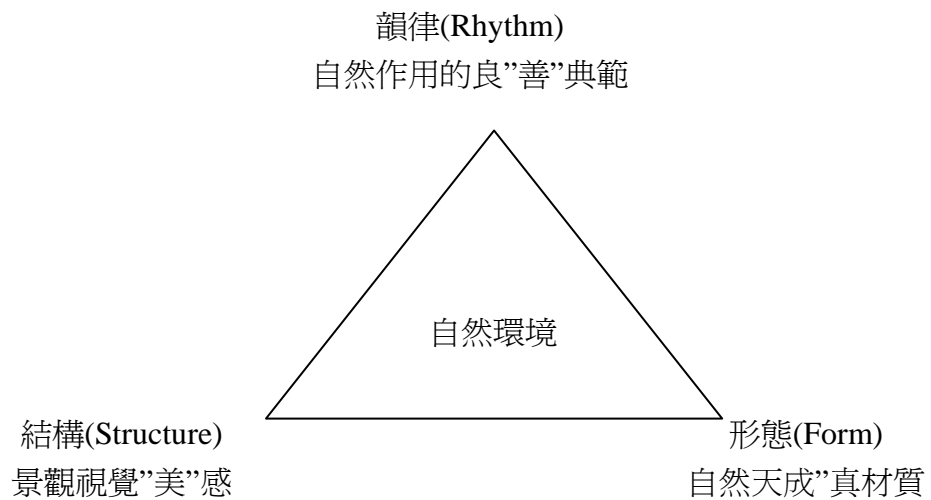 韻律(Rhythm)
自然作用的良”善”典範
自然環境
結構(Structure)
景觀視覺”美”感
形態(Form)
自然天成”真材質